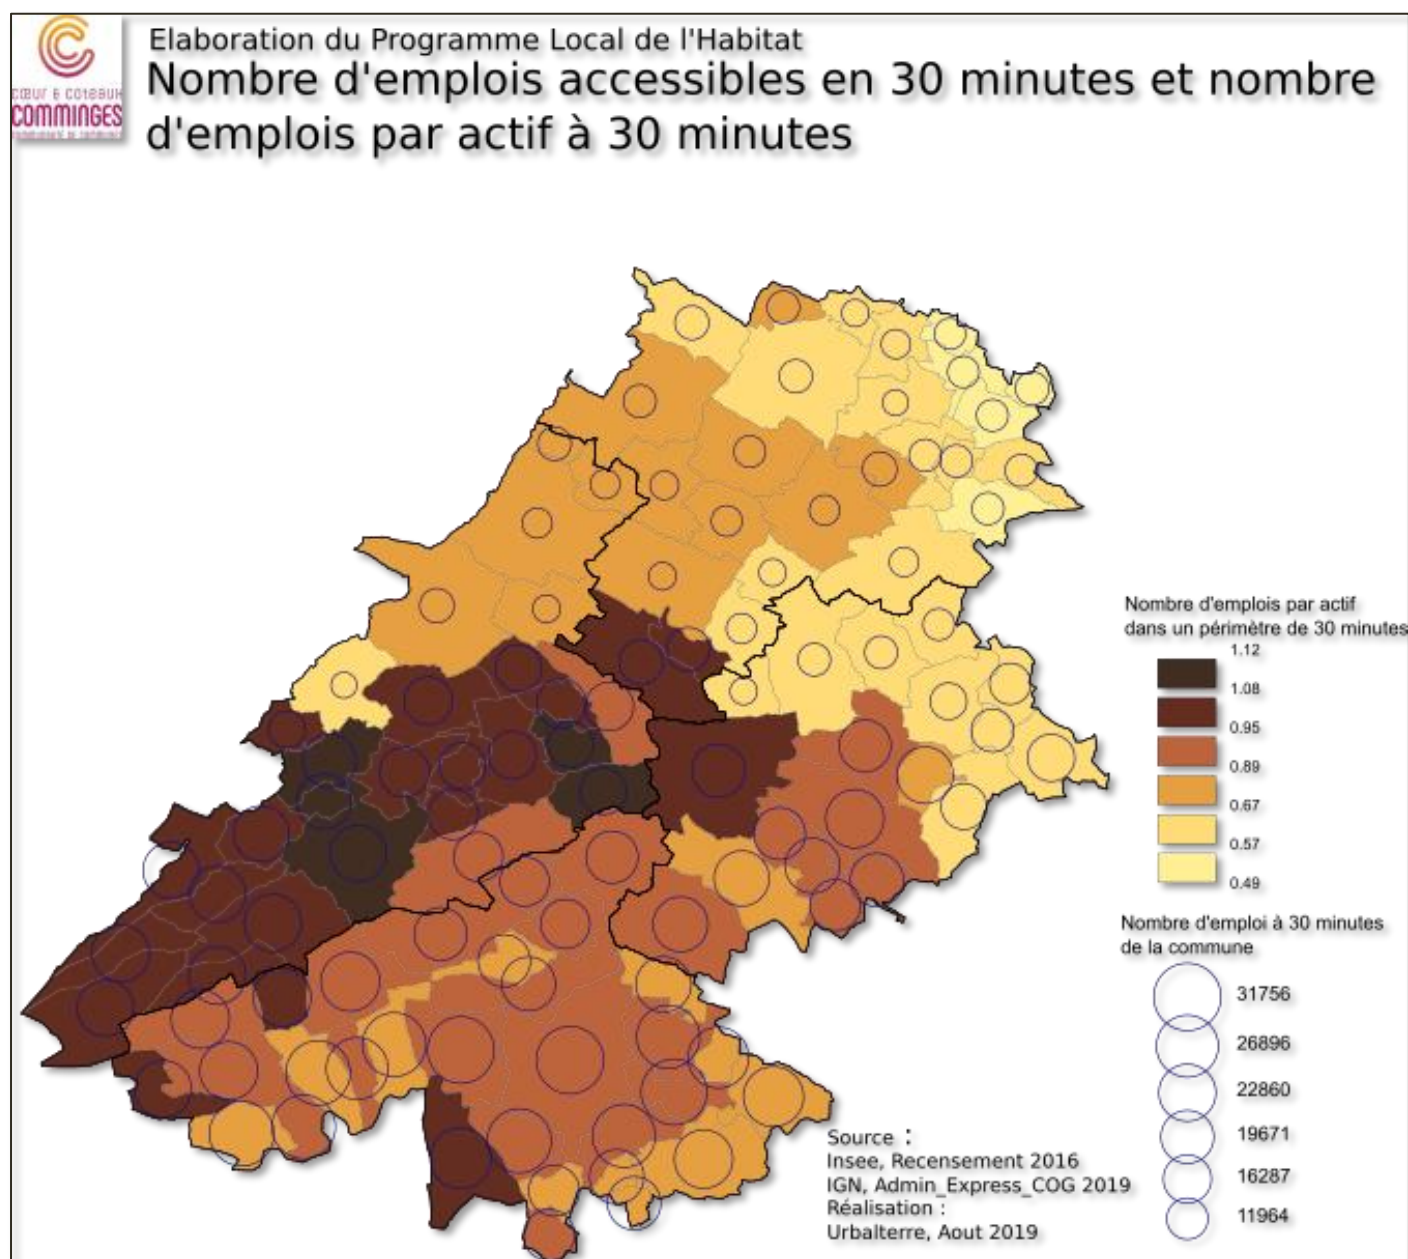 Elaboration du Programme Local de l'Habitat
Nombre d'emplois accessibles en 30 minutes et nombre
d'emplois par actif à 30 minutes
cœur & coteaux
COMMINGES
Nombre d'emplois par actif
dans un périmètre de 30 minutes
1.12
1.08
0.95
0.89
0.67
0.57
0.49
Nombre d'emploi à 30 minutes
de la commune
31756
26896
22860
19671
16287
11964
Source :
Insee, Recensement 2016
IGN, Admin_Express_COG 2019
Réalisation :
Urbalterre, Aout 2019